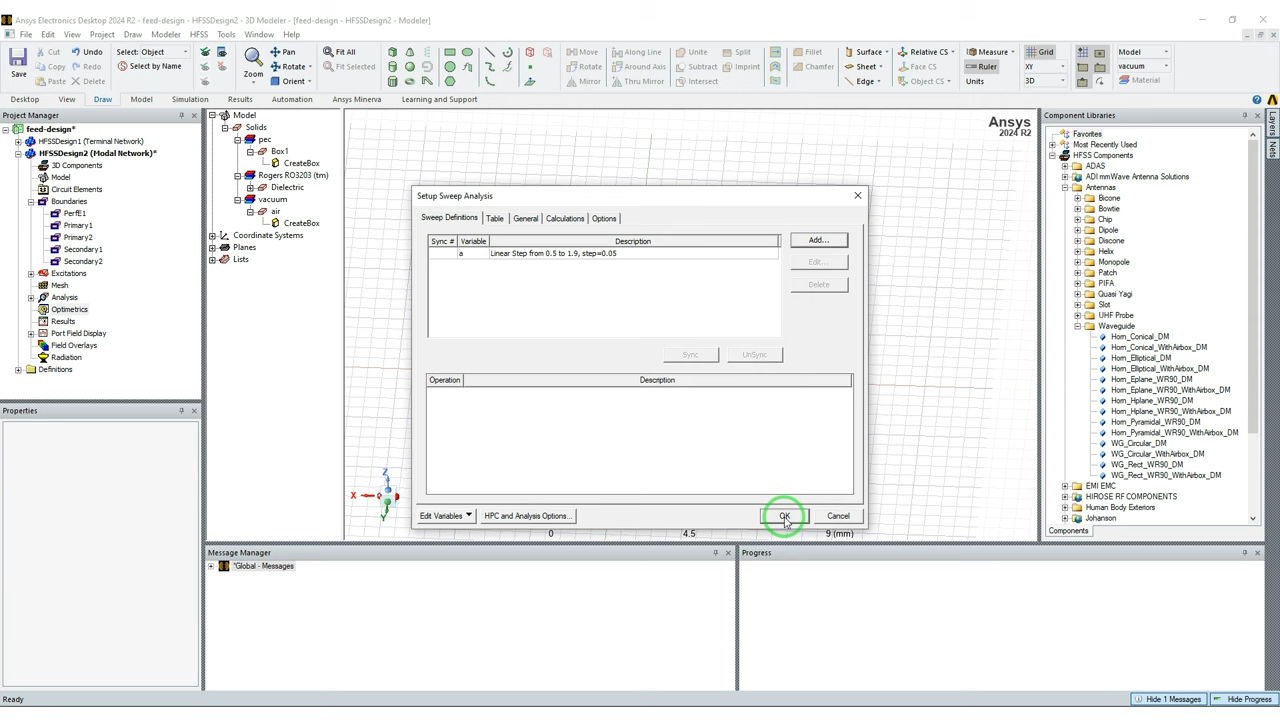 Ansys Electronics Desktop 2024 R2 - feed-design - HFSSDesign2 - 3D Modeler - [feed-design - HFSSDesign2 - Modeler]
File Edit View Project Draw Modeler HFSS Tools Window Help
Save
Cut
Copy
Paste
Undo
Redo
Delete
Select: Object
Select by Name
Zoom
Pan
Rotate
Orient
Fit All
Fit Selected
Move
Rotate
Mirror
Along Line
Around Axis
Thru Mirror
Unite
Subtract
Intersect
Split
Imprint
Fillet
Chamfer
Surface
Sheet
Edge
Relative CS
Face CS
Object CS
Measure
Ruler
Units
Grid
XY
3D
Model
vacuum
Material
Desktop View Draw Model Simulation Results Automation Ansys Minerva Learning and Support
Project Manager
feed-design*
HFSSDesign1 (Terminal Network)
HFSSDesign2 (Modal Network)*
3D Components
Model
Circuit Elements
Boundaries
PerfE1
Primary1
Primary2
Secondary1
Secondary2
Excitations
Mesh
Analysis
Optimetrics
Results
Port Field Display
Field Overlays
Radiation
Definitions
Properties
Model
Solids
pec
Box1
CreateBox
Rogers RO3203 (tm)
Dielectric
vacuum
air
CreateBox
Coordinate Systems
Planes
Lists
Ansys
2024 R2
Setup Sweep Analysis
Sweep Definitions Table General Calculations Options
Sync # Variable Description
a Linear Step from 0.5 to 1.9, step=0.05
Add...
Edit...
Delete
Sync UnSync
Operation Description
Edit Variables HPC and Analysis Options... OK Cancel
Z
X
Y
0 4.5 9 (mm)
Component Libraries
Favorites
Most Recently Used
HFSS Components
ADAS
ADI mmWave Antenna Solutions
Antennas
Bicone
Bowtie
Chip
Dipole
Discone
Helix
Monopole
Patch
PIFA
Quasi Yagi
Slot
UHF Probe
Waveguide
Horn_Conical_DM
Horn_Conical_WithAirbox_DM
Horn_Elliptical_DM
Horn_Elliptical_WithAirbox_DM
Horn_Eplane_WR90_DM
Horn_Eplane_WR90_WithAirbox_DM
Horn_Hplane_WR90_DM
Horn_Hplane_WR90_WithAirbox_DM
Horn_Pyramidal_WR90_DM
Horn_Pyramidal_WR90_WithAirbox_DM
WG_Circular_DM
WG_Circular_WithAirbox_DM
WG_Rect_WR90_DM
WG_Rect_WR90_WithAirbox_DM
EMI EMC
HIROSE RF COMPONENTS
Human Body Exteriors
Johanson
Components
Layers
Nets
Message Manager
*Global - Messages
Progress
Ready
Hide 1 Messages Hide Progress